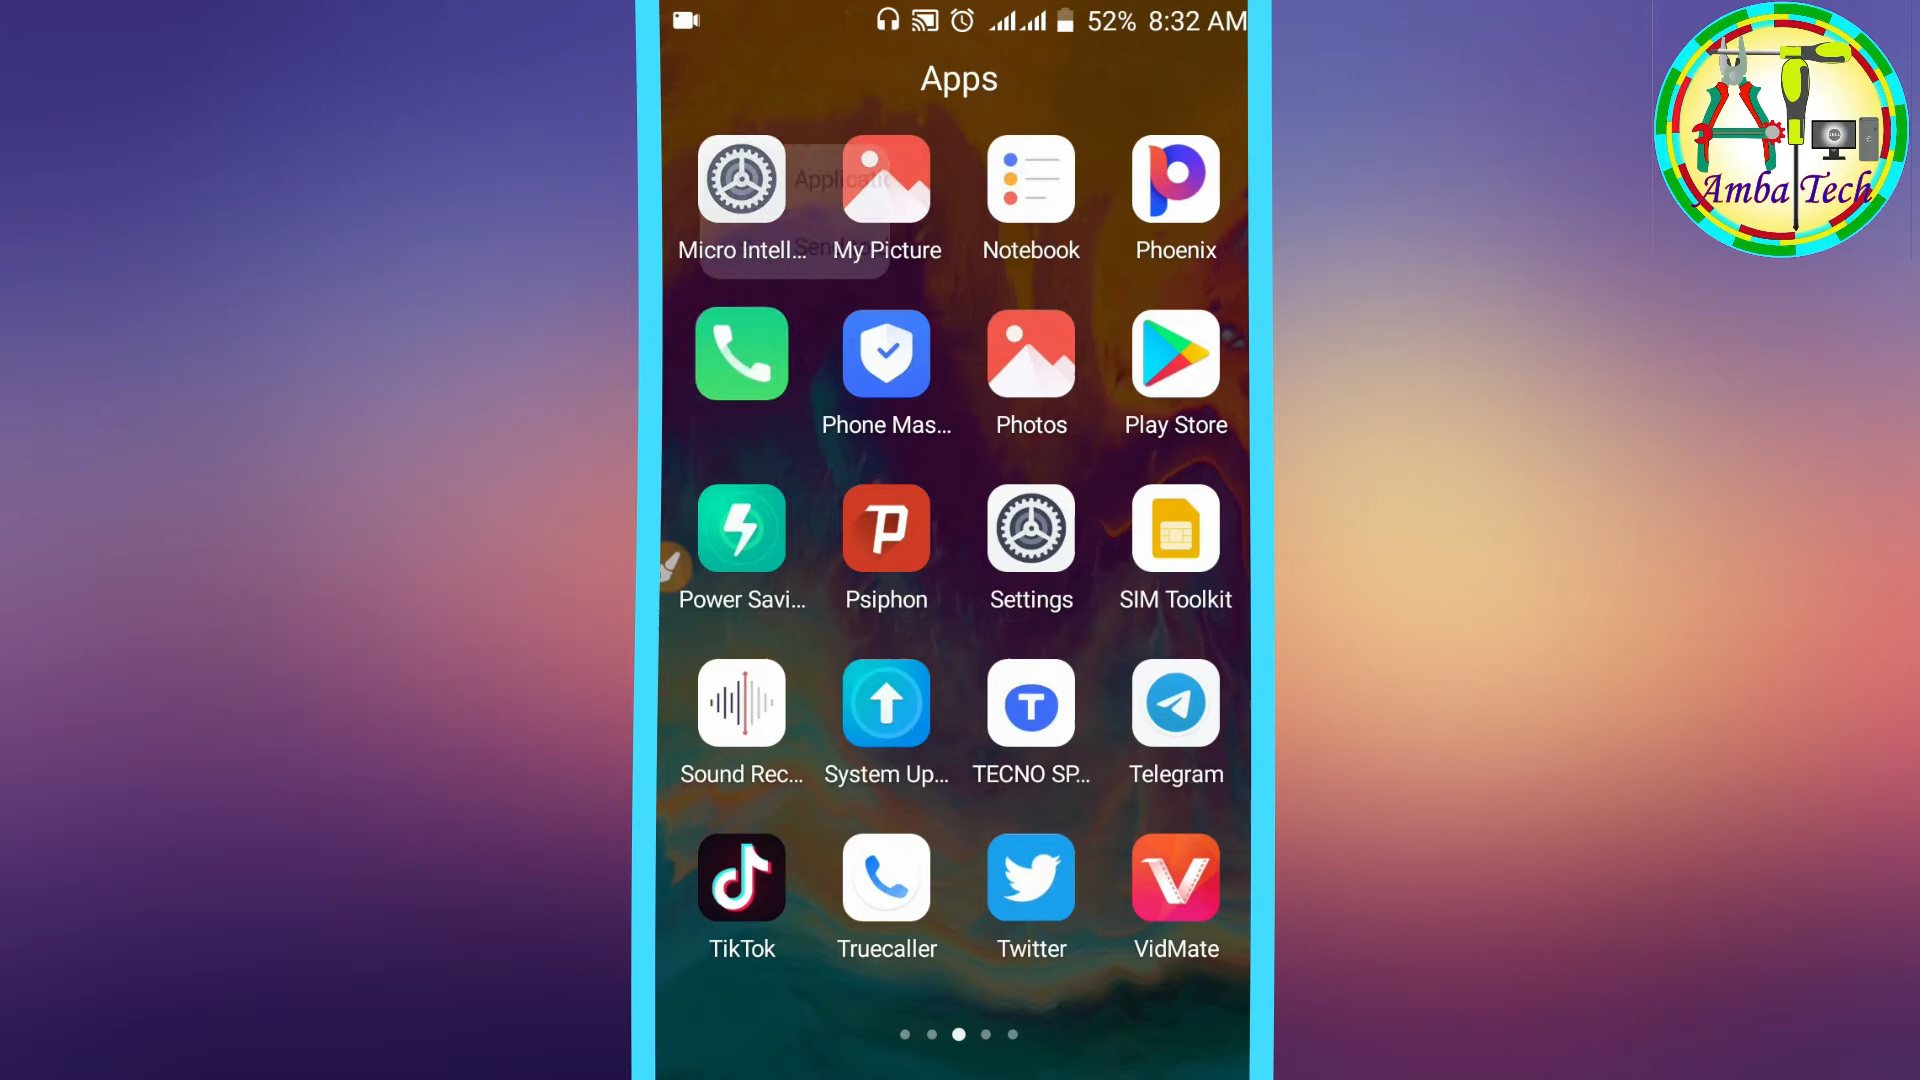 52% 8:32 AM
Apps
Micro Intell... My Picture Notebook Phoenix
Phone Mas... Photos Play Store
Power Savi... Psiphon Settings SIM Toolkit
Sound Rec... System Up... TECNO SP... Telegram
TikTok Truecaller Twitter VidMate
Amba Tech